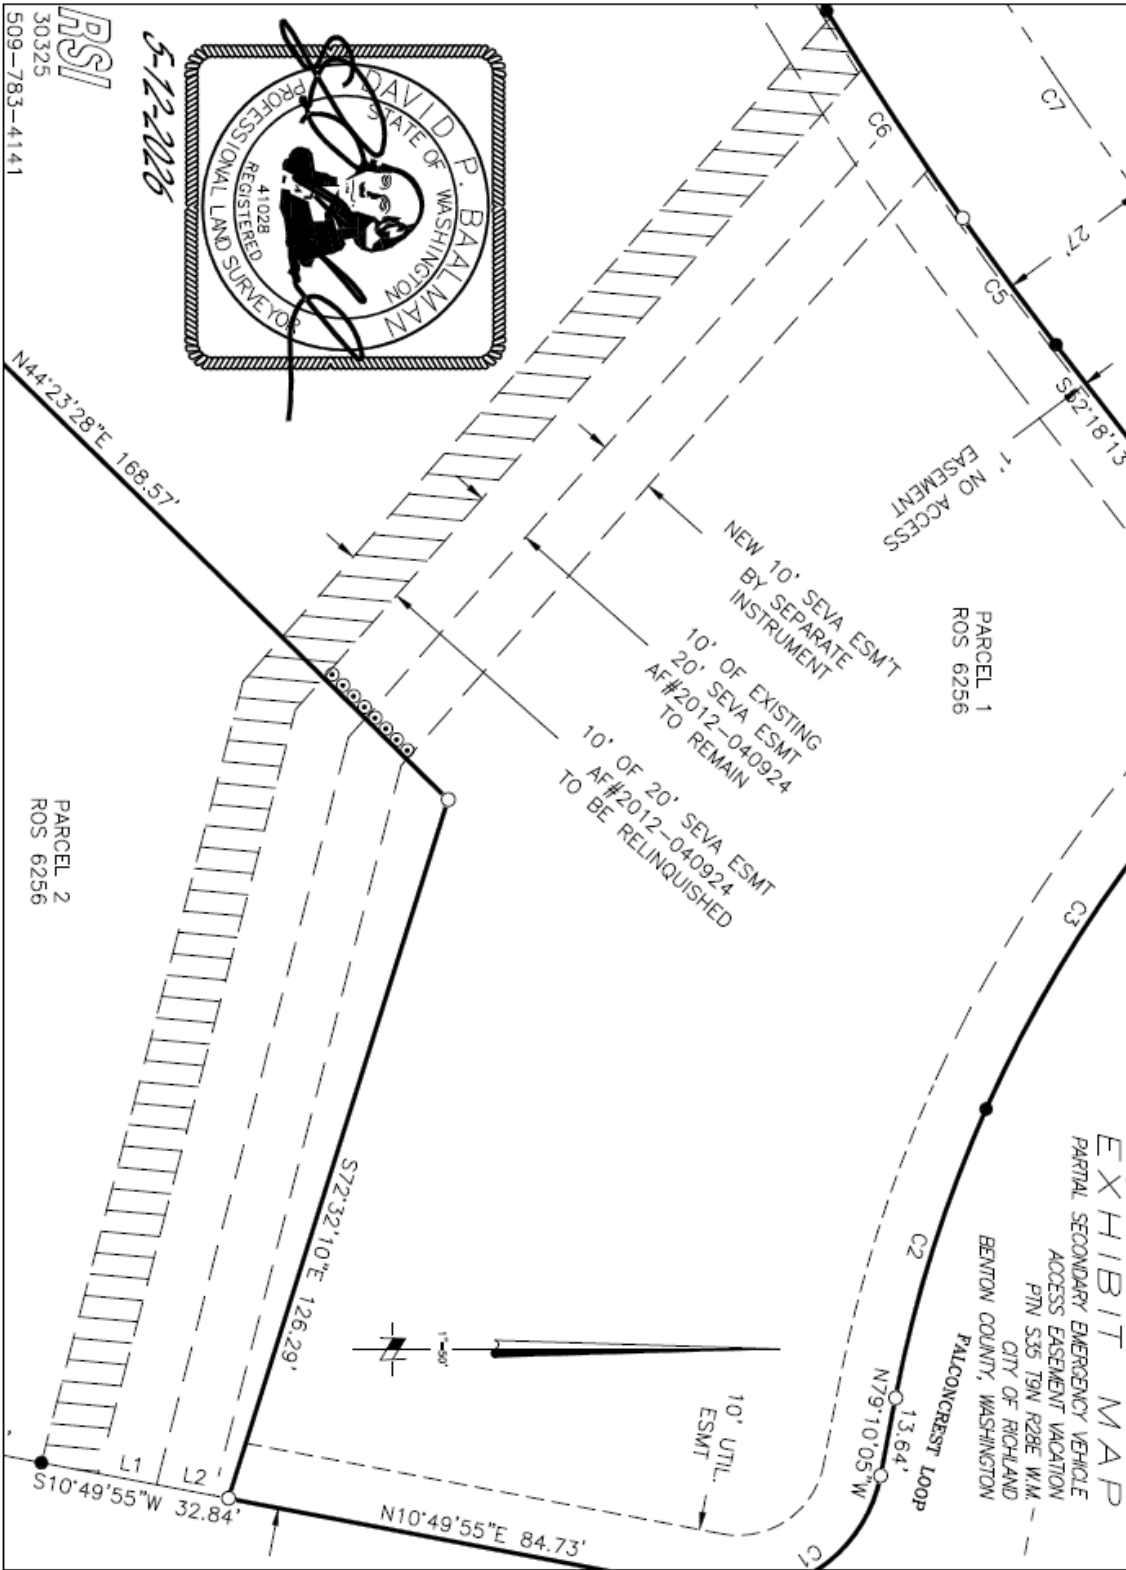 EXHIBIT MAP
PARTIAL SECONDARY EMERGENCY VEHICLE
ACCESS EASEMENT VACATION
PTN S35 T9N R28E W.M.
CITY OF RICHLAND
BENTON COUNTY, WASHINGTON
FALCONCREST LOOP
C7
C6
27'
C5
S52°18'13
1' NO ACCESS
EASEMENT
PARCEL 1
ROS 6256
C3
C2
13.64'
N79°10'05"W
C1
NEW 10' SEVA ESM'T
BY SEPARATE
INSTRUMENT
10' OF EXISTING
20' SEVA ESMT
AF#2012-040924
TO REMAIN
10' OF 20' SEVA ESMT
AF#2012-040924
TO BE RELINQUISHED
10' UTIL.
ESMT
1"=50'
S72°32'10"E 126.29'
N10°49'55"E 84.73'
L1
L2
S10°49'55"W 32.84'
N44°23'28"E 168.57'
PARCEL 2
ROS 6256
DAVID P. BAALMAN
STATE OF WASHINGTON
41028
REGISTERED
PROFESSIONAL LAND SURVEYOR
5-12-2026
RSI
30325
509-783-4141